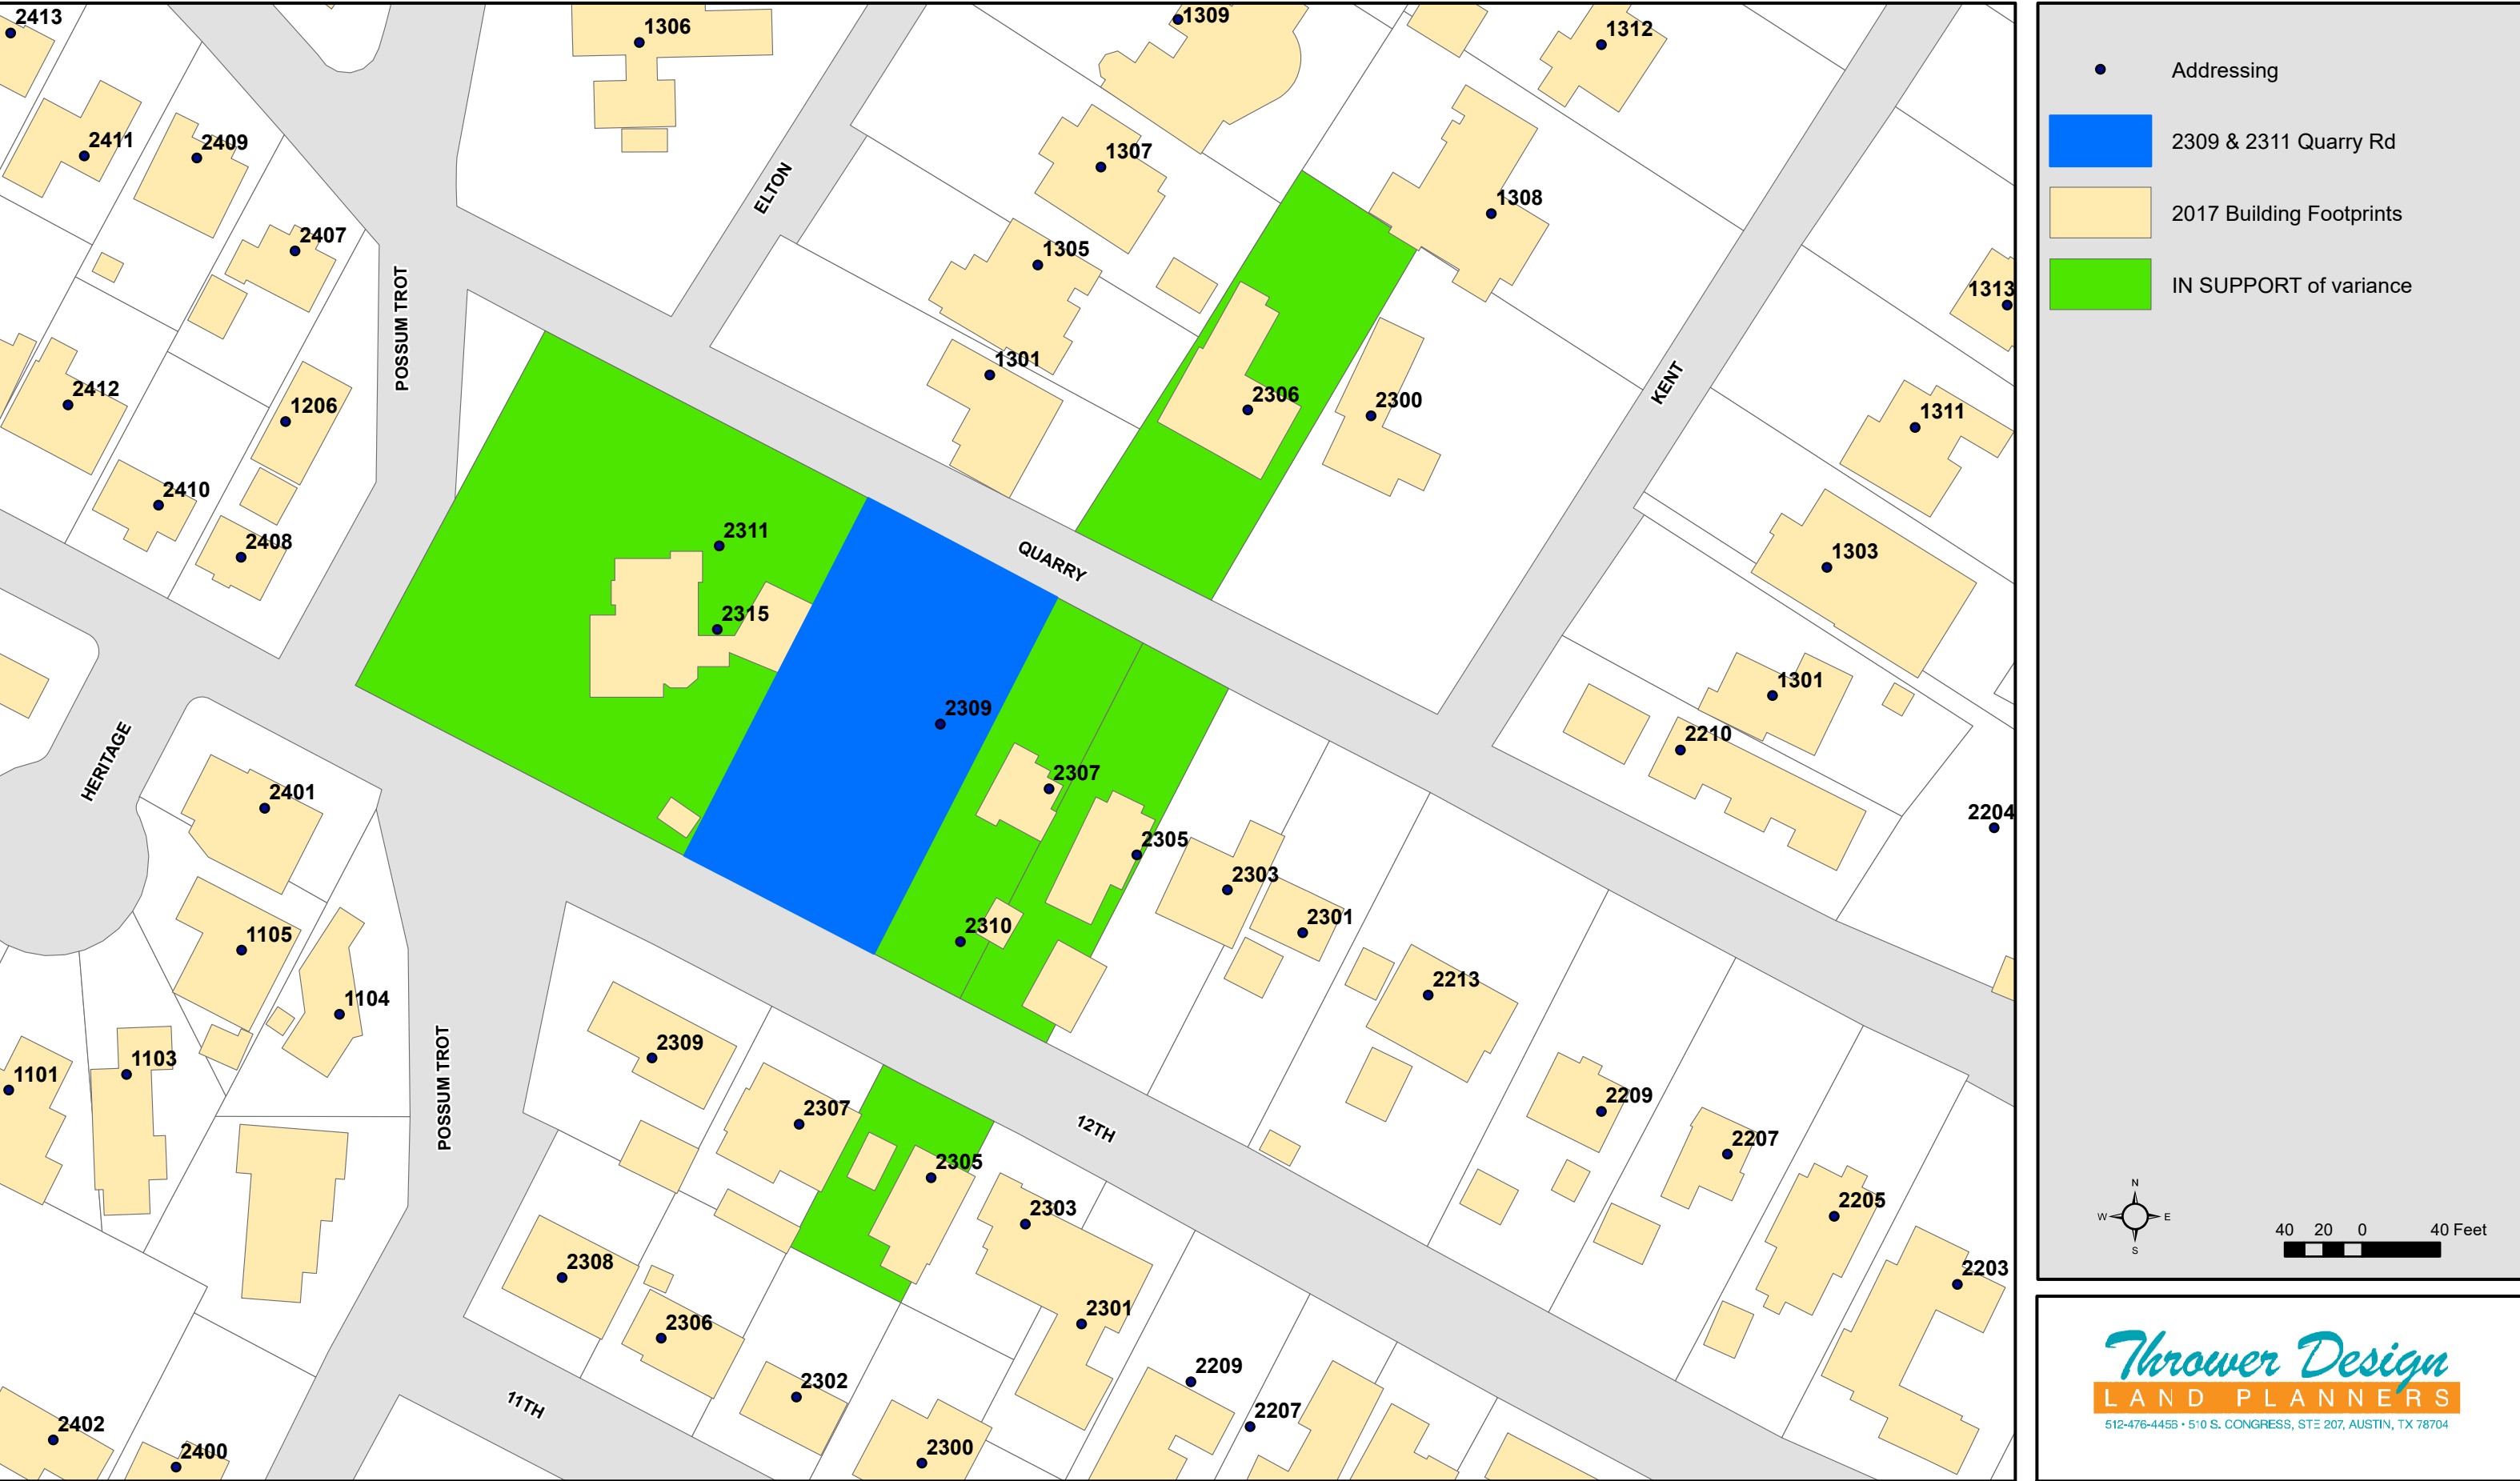 2413
1306
1309
1312
2411
2409
1307
ELTON
1308
2407
1305
1313
POSSUM TROT
1301
KENT
2412
1206
2306
2300
1311
2410
2408
2311
QUARRY
1303
2315
2309
1301
2210
HERITAGE
2401
2307
2204
2305
2303
2301
1105
2310
2213
1104
2309
1103
1101
POSSUM TROT
2307
12TH
2209
2207
2305
2303
2205
2308
2306
2301
2203
2302
11TH
2209
2207
2402
2400
2300
Addressing
2309 & 2311 Quarry Rd
2017 Building Footprints
IN SUPPORT of variance
N
W E
S
40 20 0 40 Feet
Thrower Design
LAND PLANNERS
512-476-4456 • 510 S. CONGRESS, STE 207, AUSTIN, TX 78704